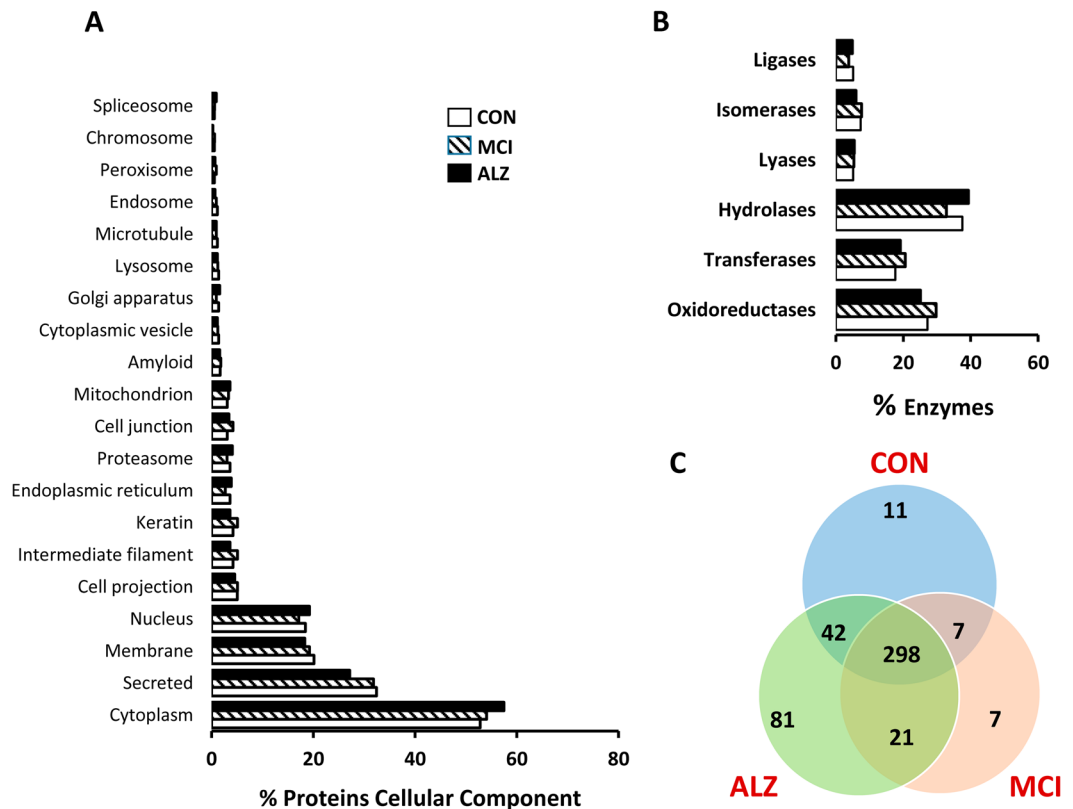 A
Spliceosome
Chromosome
Peroxisome
Endosome
Microtubule
Lysosome
Golgi apparatus
Cytoplasmic vesicle
Amyloid
Mitochondrion
Cell junction
Proteasome
Endoplasmic reticulum
Keratin
Intermediate filament
Cell projection
Nucleus
Membrane
Secreted
Cytoplasm
0 20 40 60 80
% Proteins Cellular Component
CON
MCI
ALZ
B
Ligases
Isomerases
Lyases
Hydrolases
Transferases
Oxidoreductases
0 20 40 60
% Enzymes
C
CON
11
42
7
298
81
21
7
ALZ
MCI